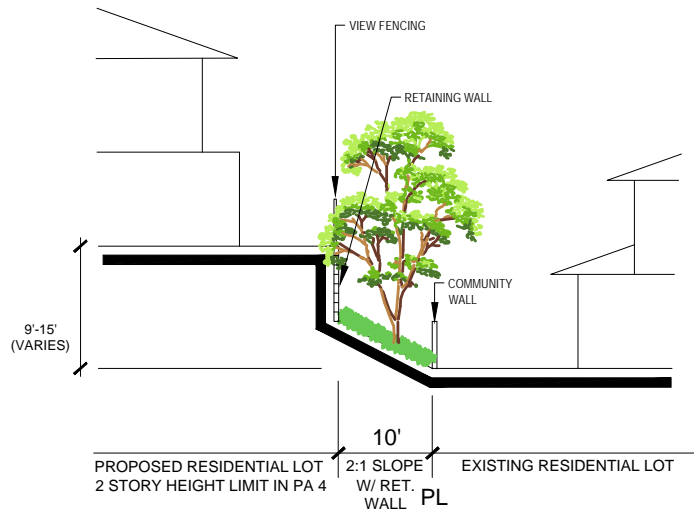 VIEW FENCING
RETAINING WALL
COMMUNITY
WALL
9'-15'
(VARIES)
10'
PROPOSED RESIDENTIAL LOT
2 STORY HEIGHT LIMIT IN PA 4
2:1 SLOPE
W/ RET.
WALL
PL
EXISTING RESIDENTIAL LOT